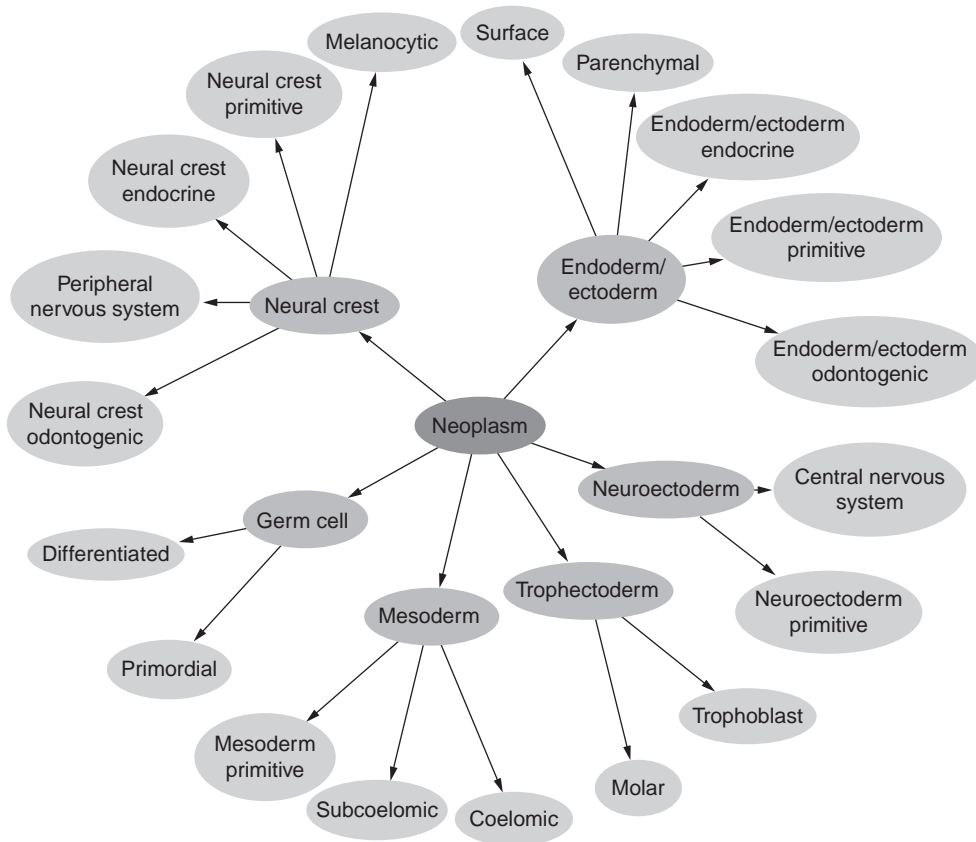 Melanocytic
Surface
Neural crest
primitive
Parenchymal
Endoderm/ectoderm
endocrine
Neural crest
endocrine
Endoderm/ectoderm
primitive
Peripheral
nervous system
Neural crest
Endoderm/
ectoderm
Endoderm/ectoderm
odontogenic
Neural crest
odontogenic
Neoplasm
Central nervous
system
Neuroectoderm
Germ cell
Differentiated
Trophectoderm
Mesoderm
Neuroectoderm
primitive
Primordial
Trophoblast
Mesoderm
primitive
Molar
Subcoelomic
Coelomic